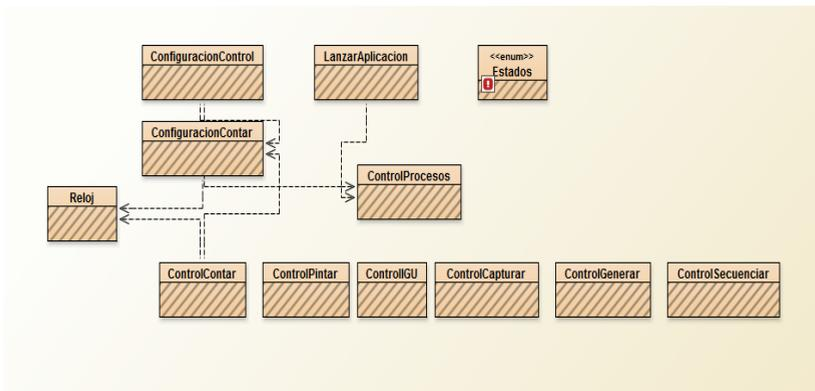 ConfiguracionControl
LanzarAplicacion
<<enum>>
Estados
ConfiguracionContar
ControlProcesos
Reloj
ControlContar
ControlPintar
ControlIGU
ControlCapturar
ControlGenerar
ControlSecuenciar